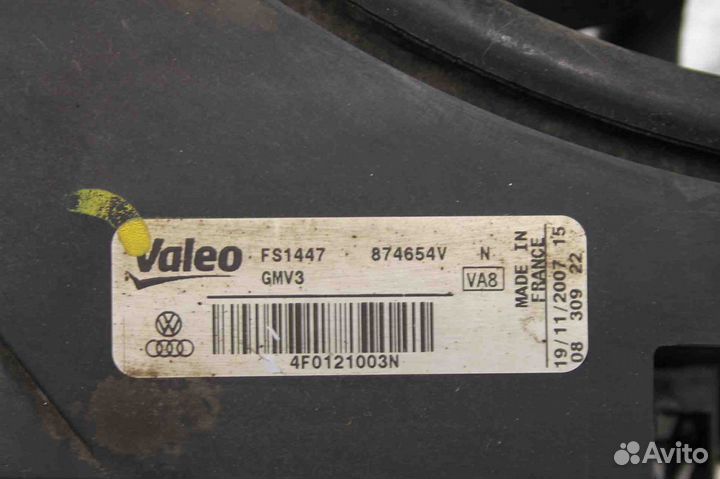 Valeo FS1447 874654V N
GMV3 VA8
4F0121003N
MADE IN
FRANCE
19/11/2007 15
08 309 22
Avito